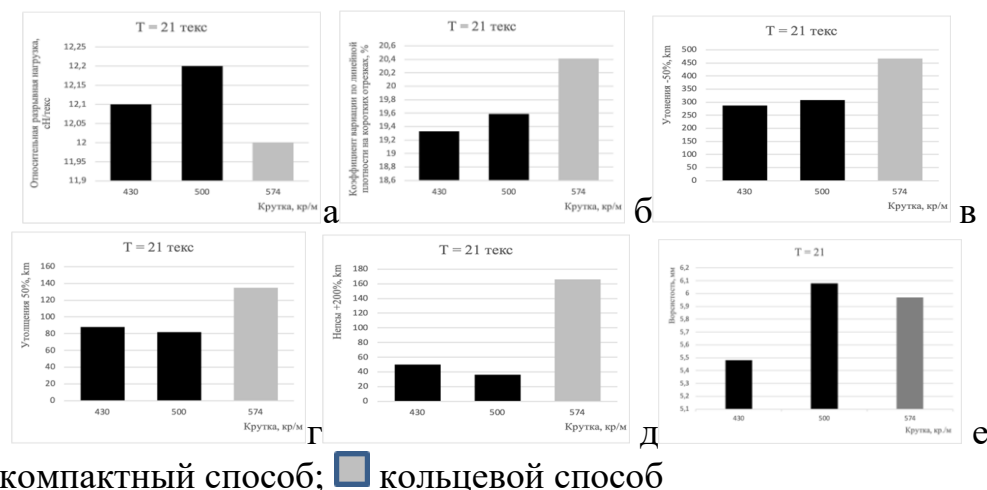 T = 21 текс
Относительная разрывная нагрузка, сН/текс
12,25
12,2
12,15
12,1
12,05
12
11,95
11,9
430 500 574
Крутка, кр/м
а
T = 21 текс
Коэффициент вариации по линейной плотности на коротких отрезках, %
20,6
20,4
20,2
20
19,8
19,6
19,4
19,2
19
18,8
18,6
430 500 574
Крутка, кр/м
б
T = 21 текс
Утонения -50%, km
500
450
400
350
300
250
200
150
100
50
0
430 500 574
Крутка, кр/м
в
T = 21 текс
Утолщения 50%, km
160
140
120
100
80
60
40
20
0
430 500 574
Крутка, кр/м
г
T = 21 текс
Непсы +200%, km
180
160
140
120
100
80
60
40
20
0
430 500 574
Крутка, кр/м
д
T = 21
Ворсистость, мм
6,2
6,1
6
5,9
5,8
5,7
5,6
5,5
5,4
5,3
5,2
5,1
430 500 574
Крутка, кр./м
е
компактный способ; кольцевой способ